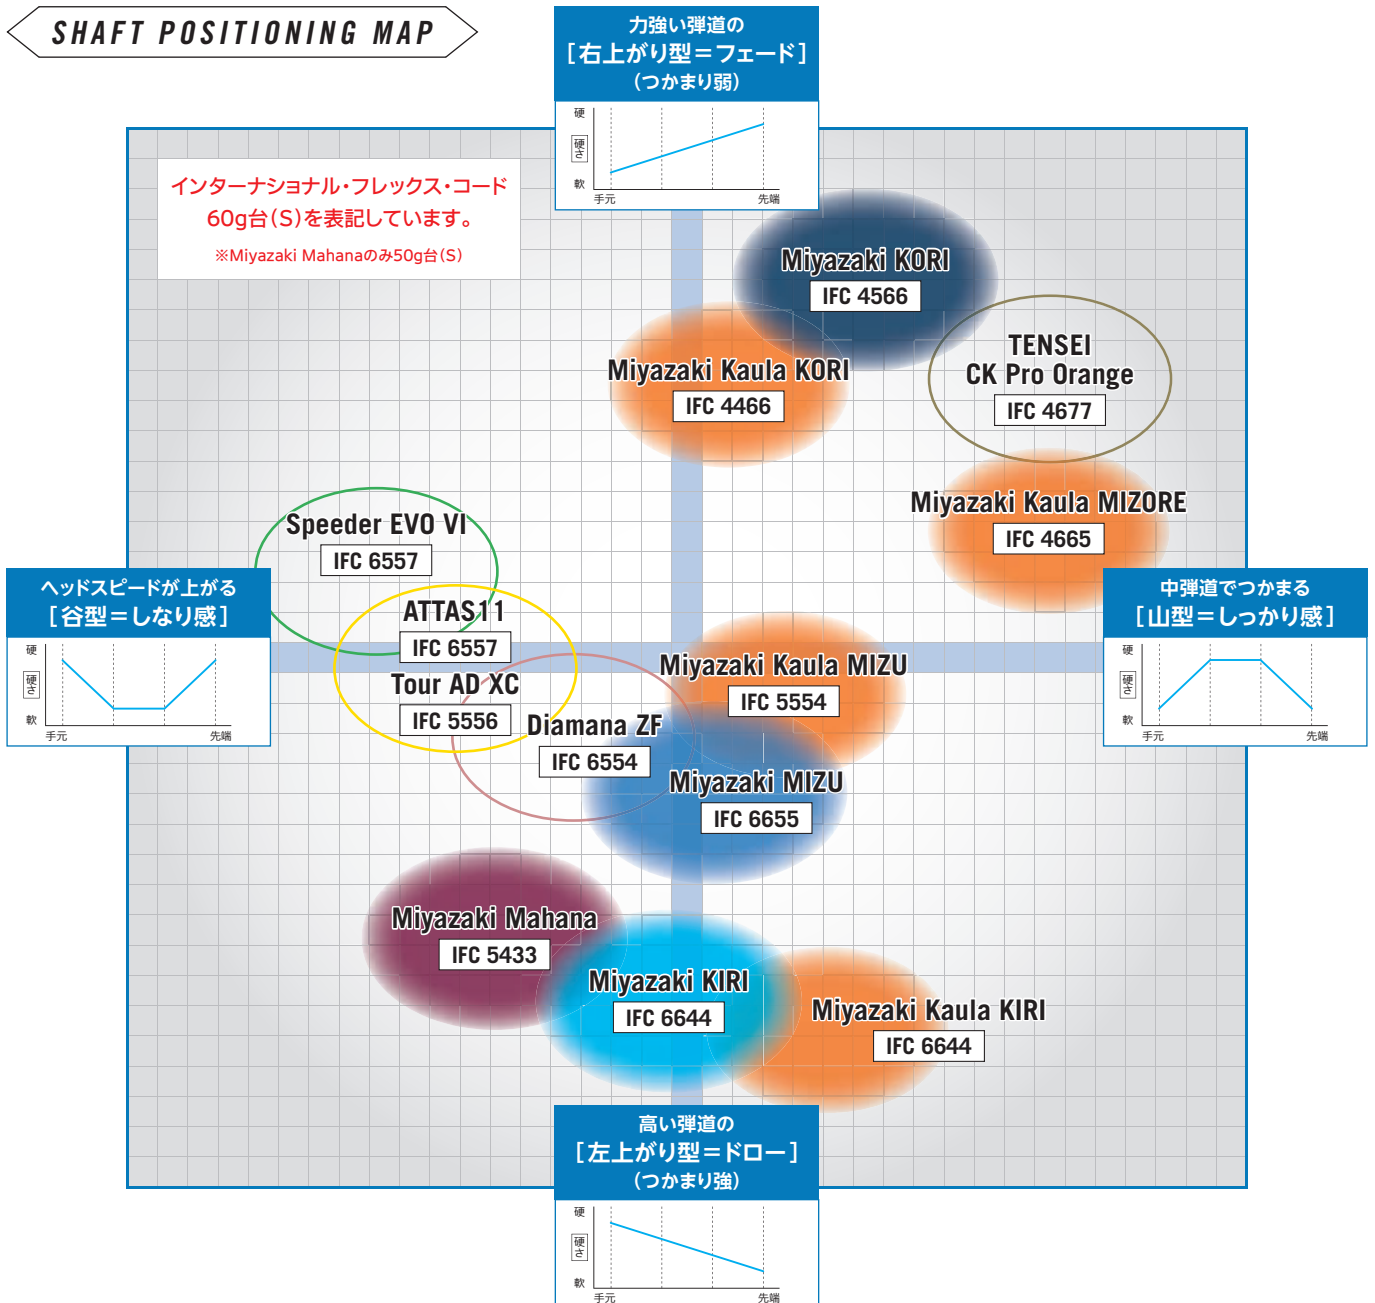 SHAFT POSITIONING MAP
力強い弾道の
［右上がり型＝フェード］
（つかまり弱）
硬
硬さ
軟
手元
先端
インターナショナル・フレックス・コード
60g台（S）を表記しています。
※Miyazaki Mahanaのみ50g台（S）
Miyazaki KORI
IFC 4566
Miyazaki Kaula KORI
IFC 4466
TENSEI
CK Pro Orange
IFC 4677
Miyazaki Kaula MIZORE
IFC 4665
Speeder EVO VI
IFC 6557
ヘッドスピードが上がる
［谷型＝しなり感］
硬
硬さ
軟
手元
先端
ATTAS11
IFC 6557
Tour AD XC
IFC 5556
Diamana ZF
IFC 6554
Miyazaki Kaula MIZU
IFC 5554
Miyazaki MIZU
IFC 6655
中弾道でつかまる
［山型＝しっかり感］
硬
硬さ
軟
手元
先端
Miyazaki Mahana
IFC 5433
Miyazaki KIRI
IFC 6644
Miyazaki Kaula KIRI
IFC 6644
高い弾道の
［左上がり型＝ドロー］
（つかまり強）
硬
硬さ
軟
手元
先端